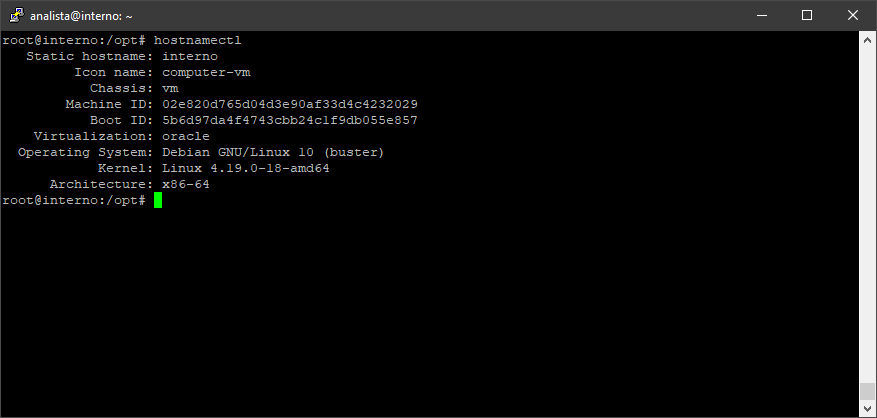 analista@interno: ~
root@interno:/opt# hostnamectl
Static hostname: interno
Icon name: computer-vm
Chassis: vm
Machine ID: 02e820d765d04d3e90af33d4c4232029
Boot ID: 5b6d97da4f4743cbb24c1f9db055e857
Virtualization: oracle
Operating System: Debian GNU/Linux 10 (buster)
Kernel: Linux 4.19.0-18-amd64
Architecture: x86-64
root@interno:/opt#